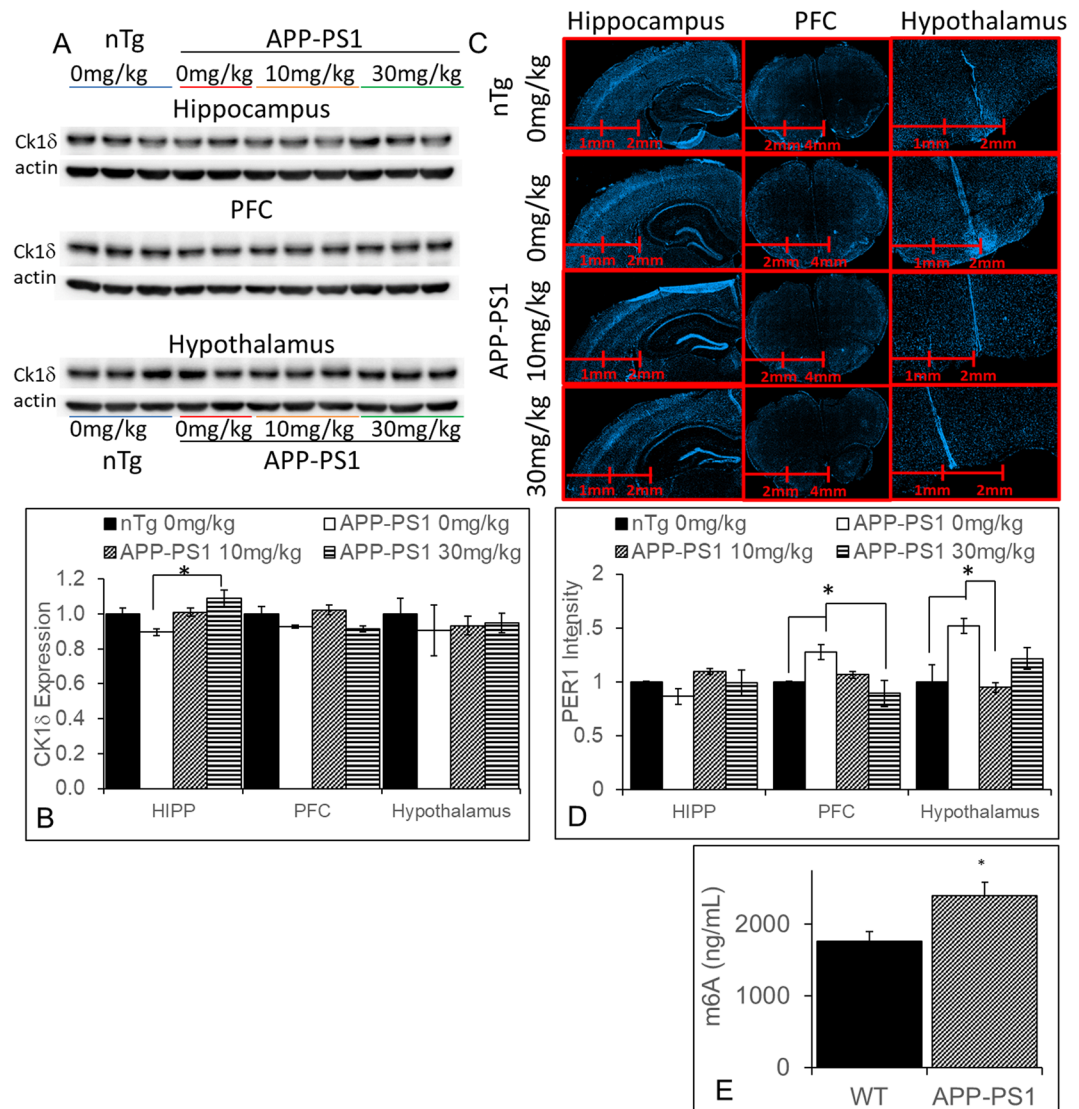 A
nTg
APP-PS1
0mg/kg
0mg/kg
10mg/kg
30mg/kg
Hippocampus
Ck1δ
actin
PFC
Ck1δ
actin
Hypothalamus
Ck1δ
actin
0mg/kg
0mg/kg
10mg/kg
30mg/kg
nTg
APP-PS1
C
Hippocampus
PFC
Hypothalamus
nTg
0mg/kg
1mm 2mm
2mm 4mm
1mm 2mm
APP-PS1
0mg/kg
1mm 2mm
2mm 4mm
1mm 2mm
10mg/kg
1mm 2mm
2mm 4mm
1mm 2mm
30mg/kg
1mm 2mm
2mm 4mm
1mm 2mm
nTg 0mg/kg
APP-PS1 0mg/kg
APP-PS1 10mg/kg
APP-PS1 30mg/kg
CK1δ Expression
1.2
1.0
0.8
0.6
0.4
0.2
0.0
*
HIPP
PFC
Hypothalamus
B
nTg 0mg/kg
APP-PS1 0mg/kg
APP-PS1 10mg/kg
APP-PS1 30mg/kg
PER1 Intensity
2
1.5
1
0.5
0
*
*
HIPP
PFC
Hypothalamus
D
m6A (ng/mL)
2000
1000
0
*
WT
APP-PS1
E